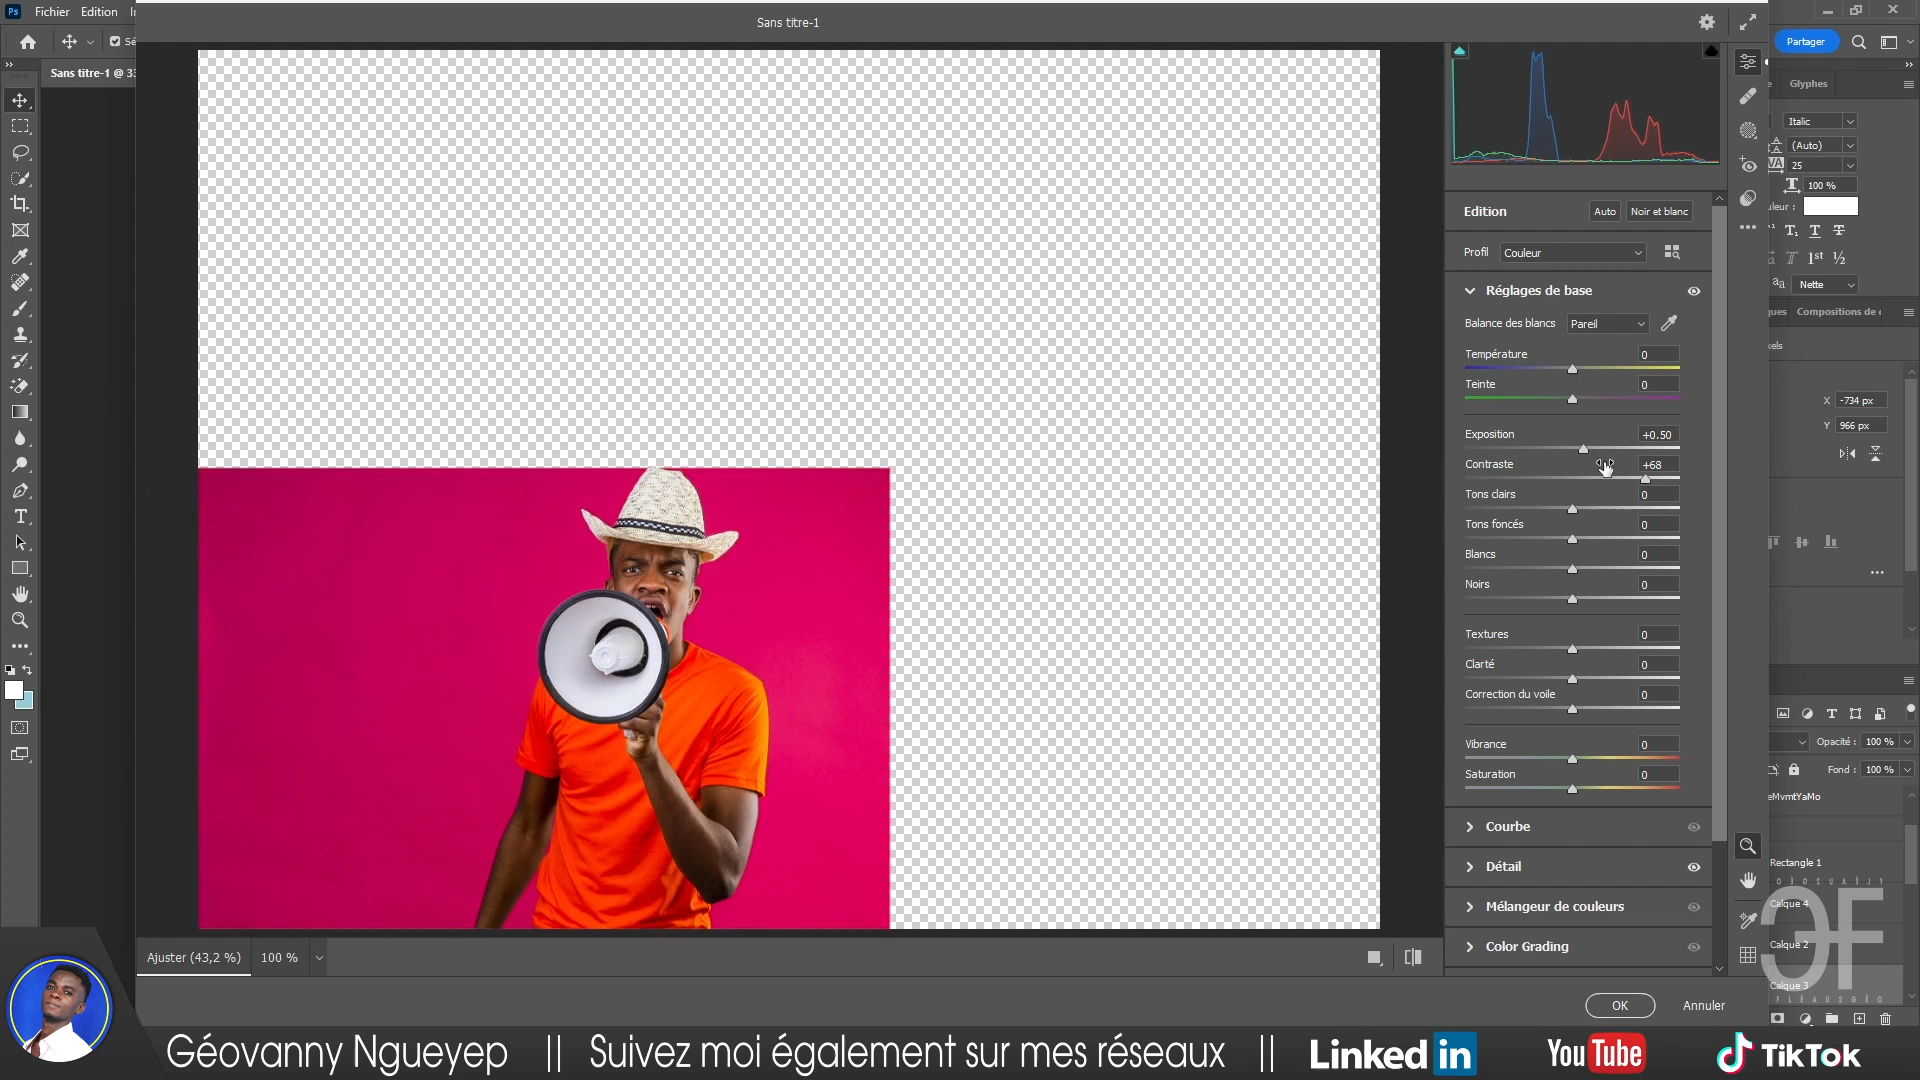 Ps
Fichier
Edition
Sans titre-1
Sans titre-1 @ 33
Partager
Glyphes
Italic
(Auto)
25
100 %
Nette
Compositions de c
X -734 px
Y 966 px
Edition
Auto
Noir et blanc
Profil
Couleur
Réglages de base
Balance des blancs
Pareil
Température
0
Teinte
0
Exposition
+0.50
Contraste
+68
Tons clairs
0
Tons foncés
0
Blancs
0
Noirs
0
Textures
0
Clarté
0
Correction du voile
0
Vibrance
0
Saturation
0
Courbe
Détail
Mélangeur de couleurs
Color Grading
Opacité : 100 %
Fond : 100 %
eMvmtYaMo
Rectangle 1
Calque 4
Calque 2
Calque 3
Ajuster (43,2 %)
100 %
OK
Annuler
Géovanny Ngueyep || Suivez moi également sur mes réseaux || Linked in YouTube TikTok